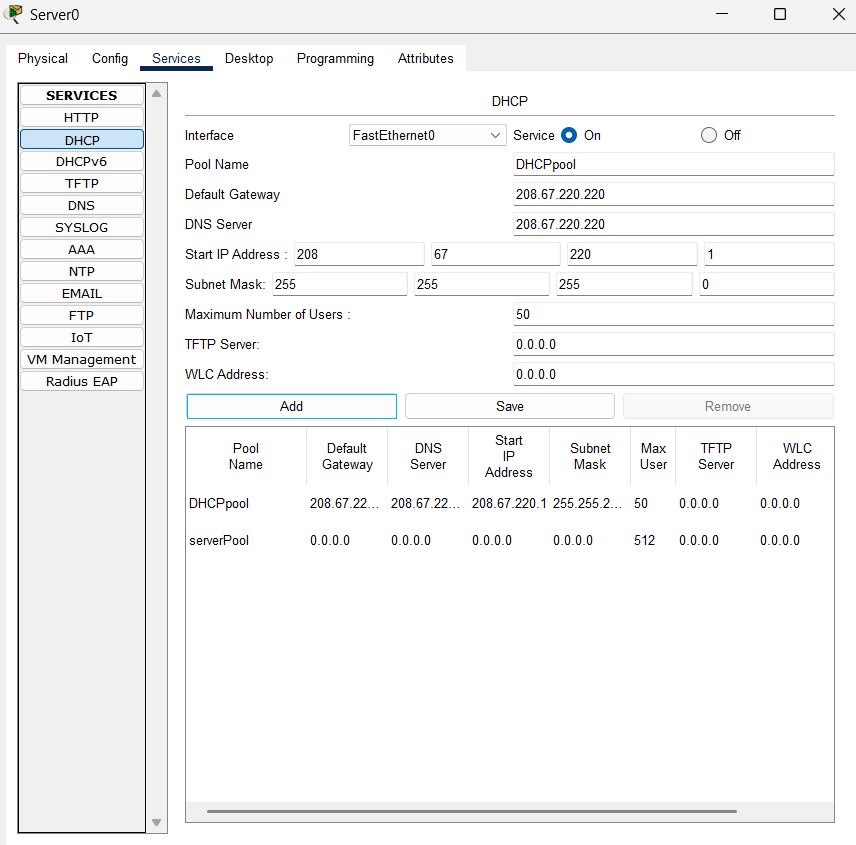 Server0
Physical Config Services Desktop Programming Attributes
SERVICES
HTTP
DHCP
DHCPv6
TFTP
DNS
SYSLOG
AAA
NTP
EMAIL
FTP
IoT
VM Management
Radius EAP
DHCP
Interface FastEthernet0 Service On Off
Pool Name DHCPpool
Default Gateway 208.67.220.220
DNS Server 208.67.220.220
Start IP Address : 208 67 220 1
Subnet Mask: 255 255 255 0
Maximum Number of Users : 50
TFTP Server: 0.0.0.0
WLC Address: 0.0.0.0
Add Save Remove
Pool Name Default Gateway DNS Server Start IP Address Subnet Mask Max User TFTP Server WLC Address
DHCPpool 208.67.22... 208.67.22... 208.67.220.1 255.255.2... 50 0.0.0.0 0.0.0.0
serverPool 0.0.0.0 0.0.0.0 0.0.0.0 0.0.0.0 512 0.0.0.0 0.0.0.0